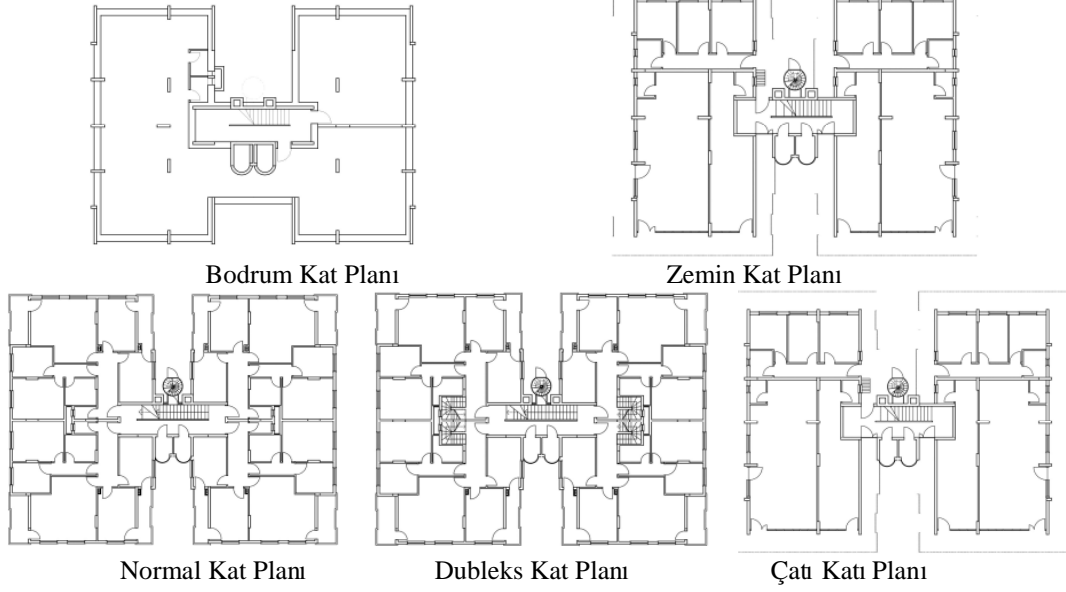 Bodrum Kat Planı
Zemin Kat Planı
Normal Kat Planı
Dubleks Kat Planı
Çatı Katı Planı